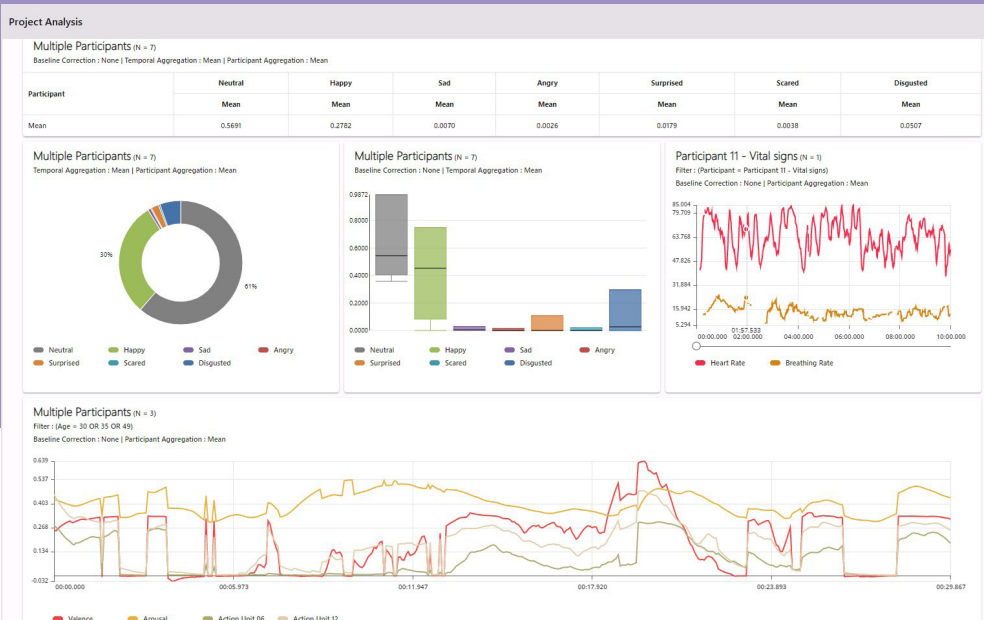 Project Analysis
Multiple Participants (N = 7)
Baseline Correction : None | Temporal Aggregation : Mean | Participant Aggregation : Mean
Participant Neutral Happy Sad Angry Surprised Scared Disgusted
Mean Mean Mean Mean Mean Mean Mean
Mean 0.5691 0.2782 0.0070 0.0026 0.0179 0.0038 0.0507
Multiple Participants (N = 7)
Temporal Aggregation : Mean | Participant Aggregation : Mean
30%
61%
Neutral Happy Sad Angry
Surprised Scared Disgusted
Multiple Participants (N = 7)
Baseline Correction : None | Temporal Aggregation : Mean
0.9872
0.8000
0.6000
0.4000
0.2000
0.0000
Neutral Happy Sad Angry
Surprised Scared Disgusted
Participant 11 - Vital signs (N = 1)
Filter : (Participant = Participant 11 - Vital signs)
Baseline Correction : None | Participant Aggregation : Mean
85.004
79.709
63.768
47.826
31.884
15.942
5.294
01:57.533
00:00.000 02:00.000 04:00.000 06:00.000 08:00.000 10:00.000
Heart Rate Breathing Rate
Multiple Participants (N = 3)
Filter : (Age = 30 OR 35 OR 49)
Baseline Correction : None | Participant Aggregation : Mean
0.639
0.537
0.403
0.268
0.134
-0.032
00:00.000 00:05.973 00:11.947 00:17.920 00:23.893 00:29.867
Valence Arousal Action Unit 06 Action Unit 12